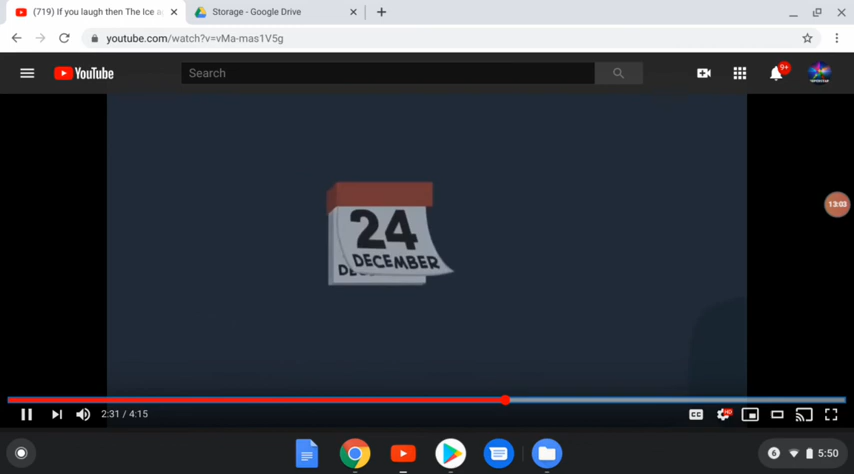 (719) If you laugh then The Ice a
Storage - Google Drive
youtube.com/watch?v=vMa-mas1V5g
YouTube
Search
9+
13:03
24
DECEMBER
DE
2:31 / 4:15
CC
HD
6
5:50